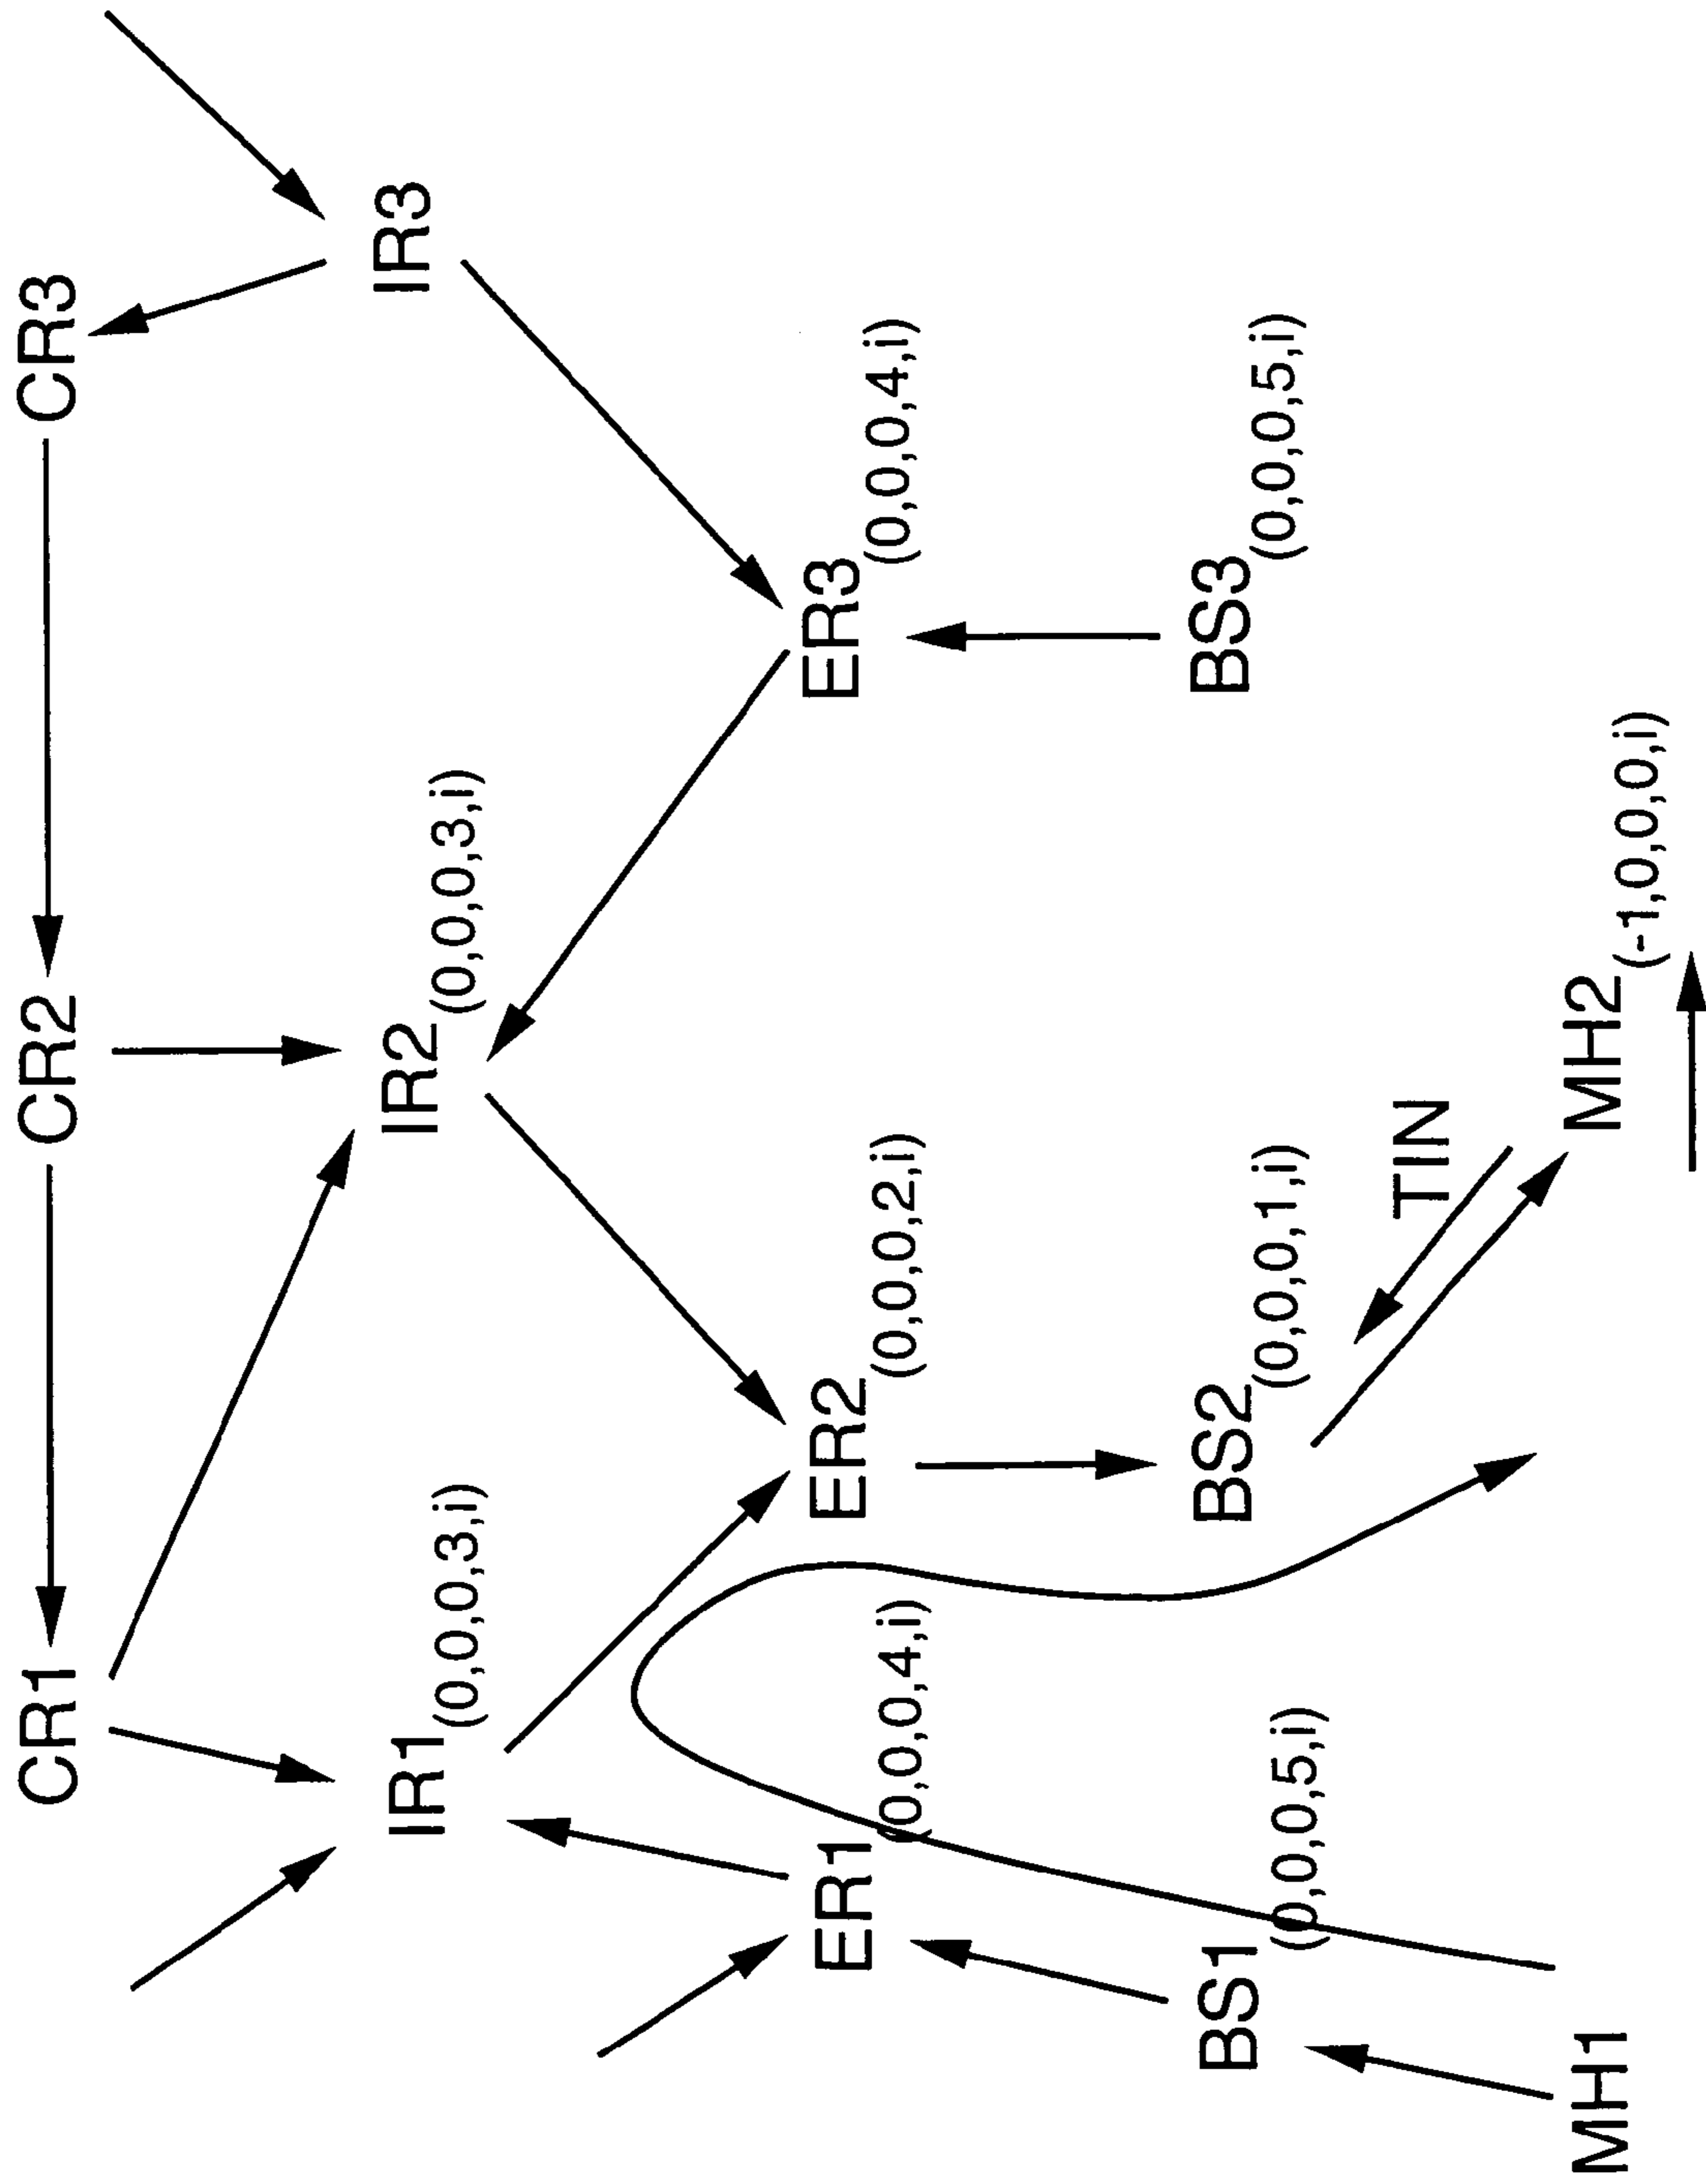 CR1 CR2 CR3
IR1(0,0,0,3,i) IR2(0,0,0,3,i) IR3
ER1(0,0,0,4,i) ER2(0,0,0,2,i) ER3(0,0,0,4,i)
BS1(0,0,0,5,i) BS2(0,0,0,1,i) BS3(0,0,0,5,i)
TIN
MH1 MH2(-1,0,0,0,i)